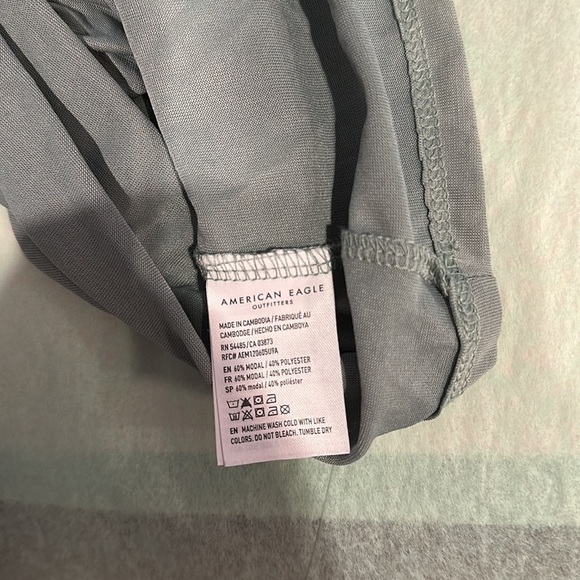 AMERICAN EAGLE
OUTFITTERS
MADE IN CAMBODIA / FABRIQUÉ AU
CAMBODGE / HECHO EN CAMBOYA
RN 54485/CA 03873
RFC# AEM120605U9A
EN 60% MODAL / 40% POLYESTER
FR 60% MODAL / 40% POLYESTER
SP 60% modal / 40% poliéster
EN MACHINE WASH COLD WITH LIKE
COLORS. DO NOT BLEACH. TUMBLE DRY